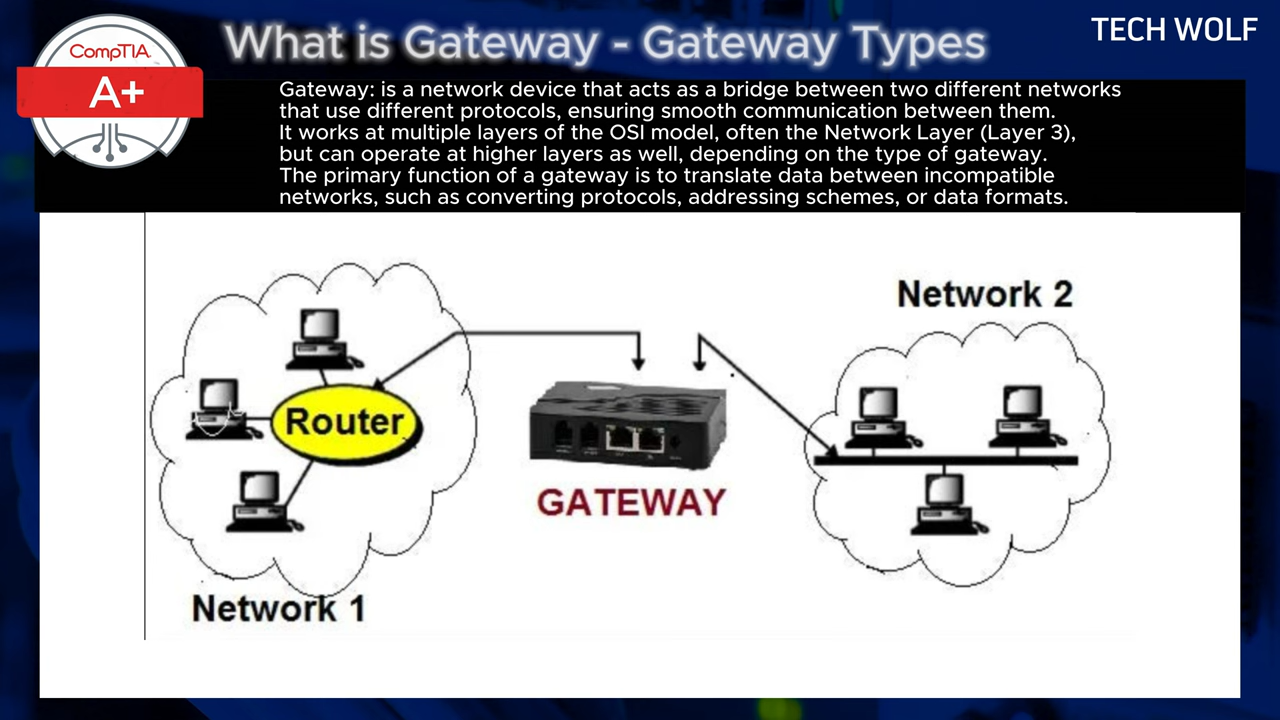 What is Gateway - Gateway Types
TECH WOLF
CompTIA.
A+
Gateway: is a network device that acts as a bridge between two different networks
that use different protocols, ensuring smooth communication between them.
It works at multiple layers of the OSI model, often the Network Layer (Layer 3),
but can operate at higher layers as well, depending on the type of gateway.
The primary function of a gateway is to translate data between incompatible
networks, such as converting protocols, addressing schemes, or data formats.
Network 2
Router
GATEWAY
Network 1